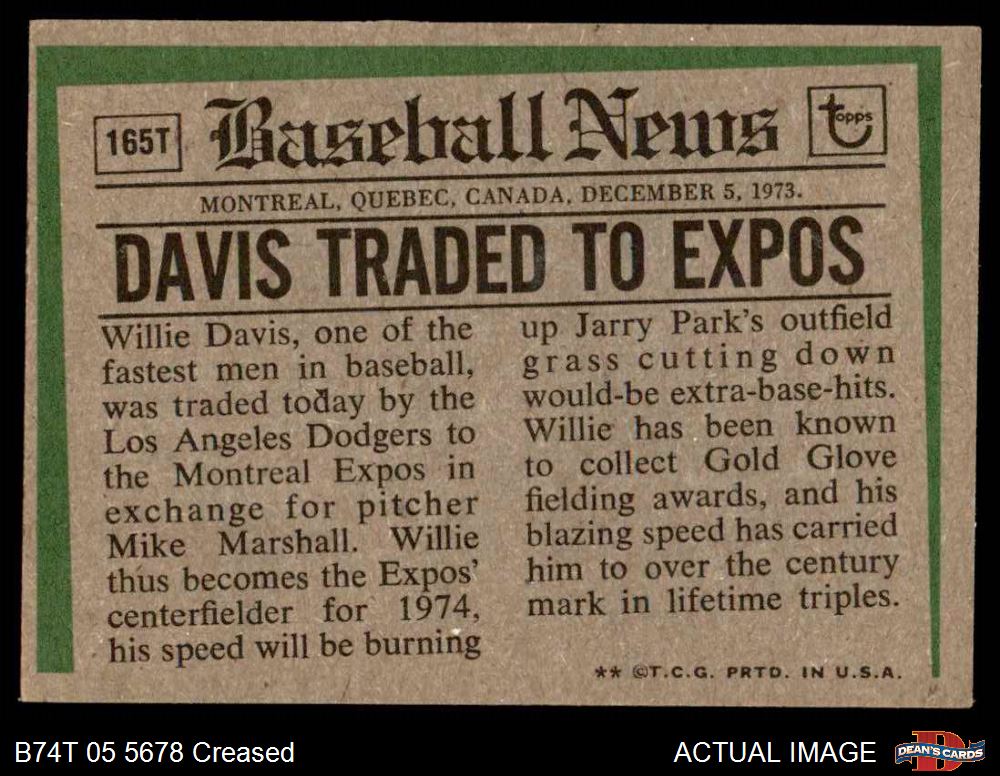 165T Baseball News topps
MONTREAL, QUEBEC, CANADA, DECEMBER 5, 1973.
DAVIS TRADED TO EXPOS
Willie Davis, one of the
fastest men in baseball,
was traded today by the
Los Angeles Dodgers to
the Montreal Expos in
exchange for pitcher
Mike Marshall. Willie
thus becomes the Expos'
centerfielder for 1974,
his speed will be burning
up Jarry Park's outfield
grass cutting down
would-be extra-base-hits.
Willie has been known
to collect Gold Glove
fielding awards, and his
blazing speed has carried
him to over the century
mark in lifetime triples.
** ©T.C.G. PRTD. IN U.S.A.
B74T 05 5678 Creased
ACTUAL IMAGE
D
DEAN'S CARDS